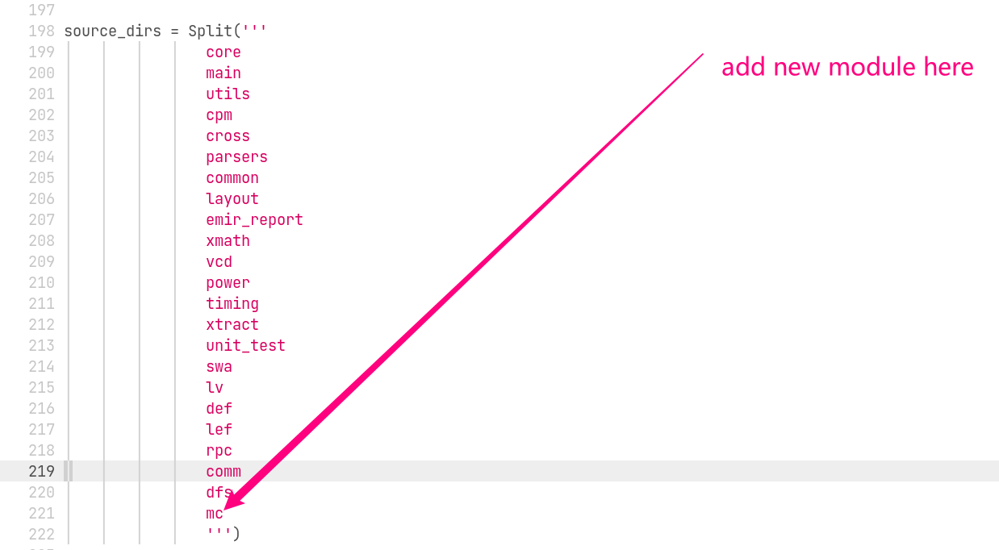 197
198 source_dirs = Split('''
199 core
200 main
201 utils
202 cpm
203 cross
204 parsers
205 common
206 layout
207 emir_report
208 xmath
209 vcd
210 power
211 timing
212 xtract
213 unit_test
214 swa
215 lv
216 def
217 lef
218 rpc
219 comm
220 dfs
221 mc
222 ''')
add new module here